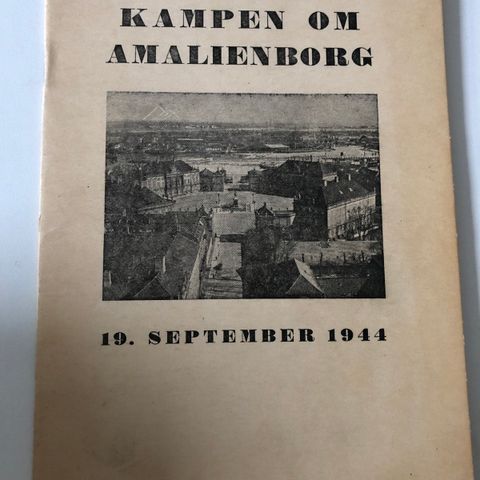 KAMPEN OM
AMALIENBORG
19. SEPTEMBER 1944